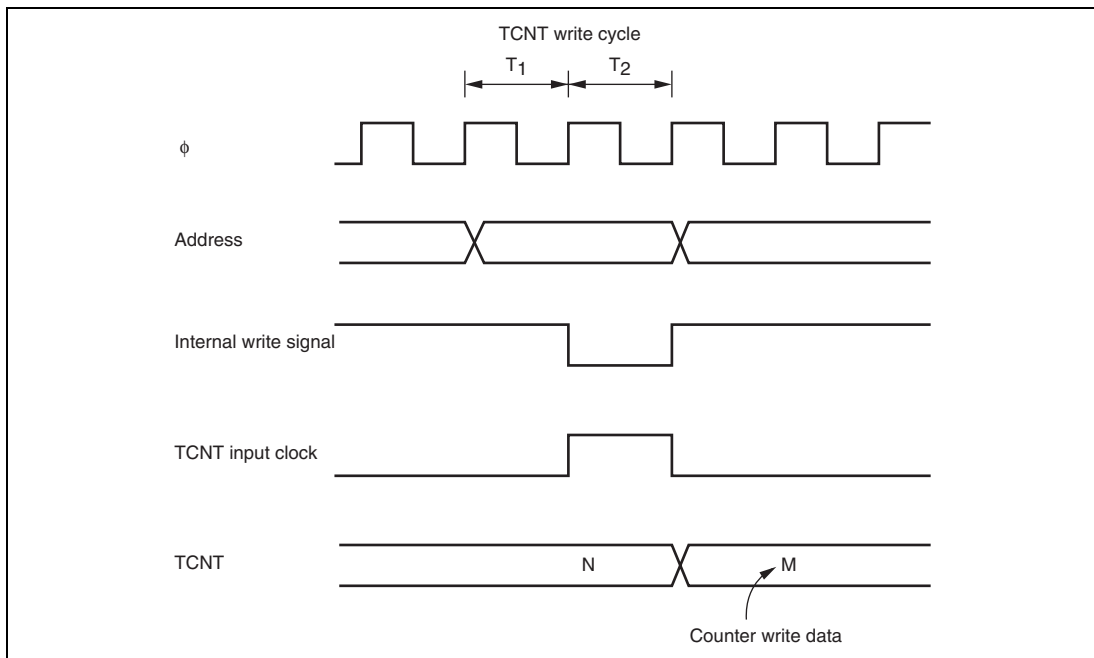 TCNT write cycle
T1 T2
ϕ
Address
Internal write signal
TCNT input clock
TCNT N M
Counter write data